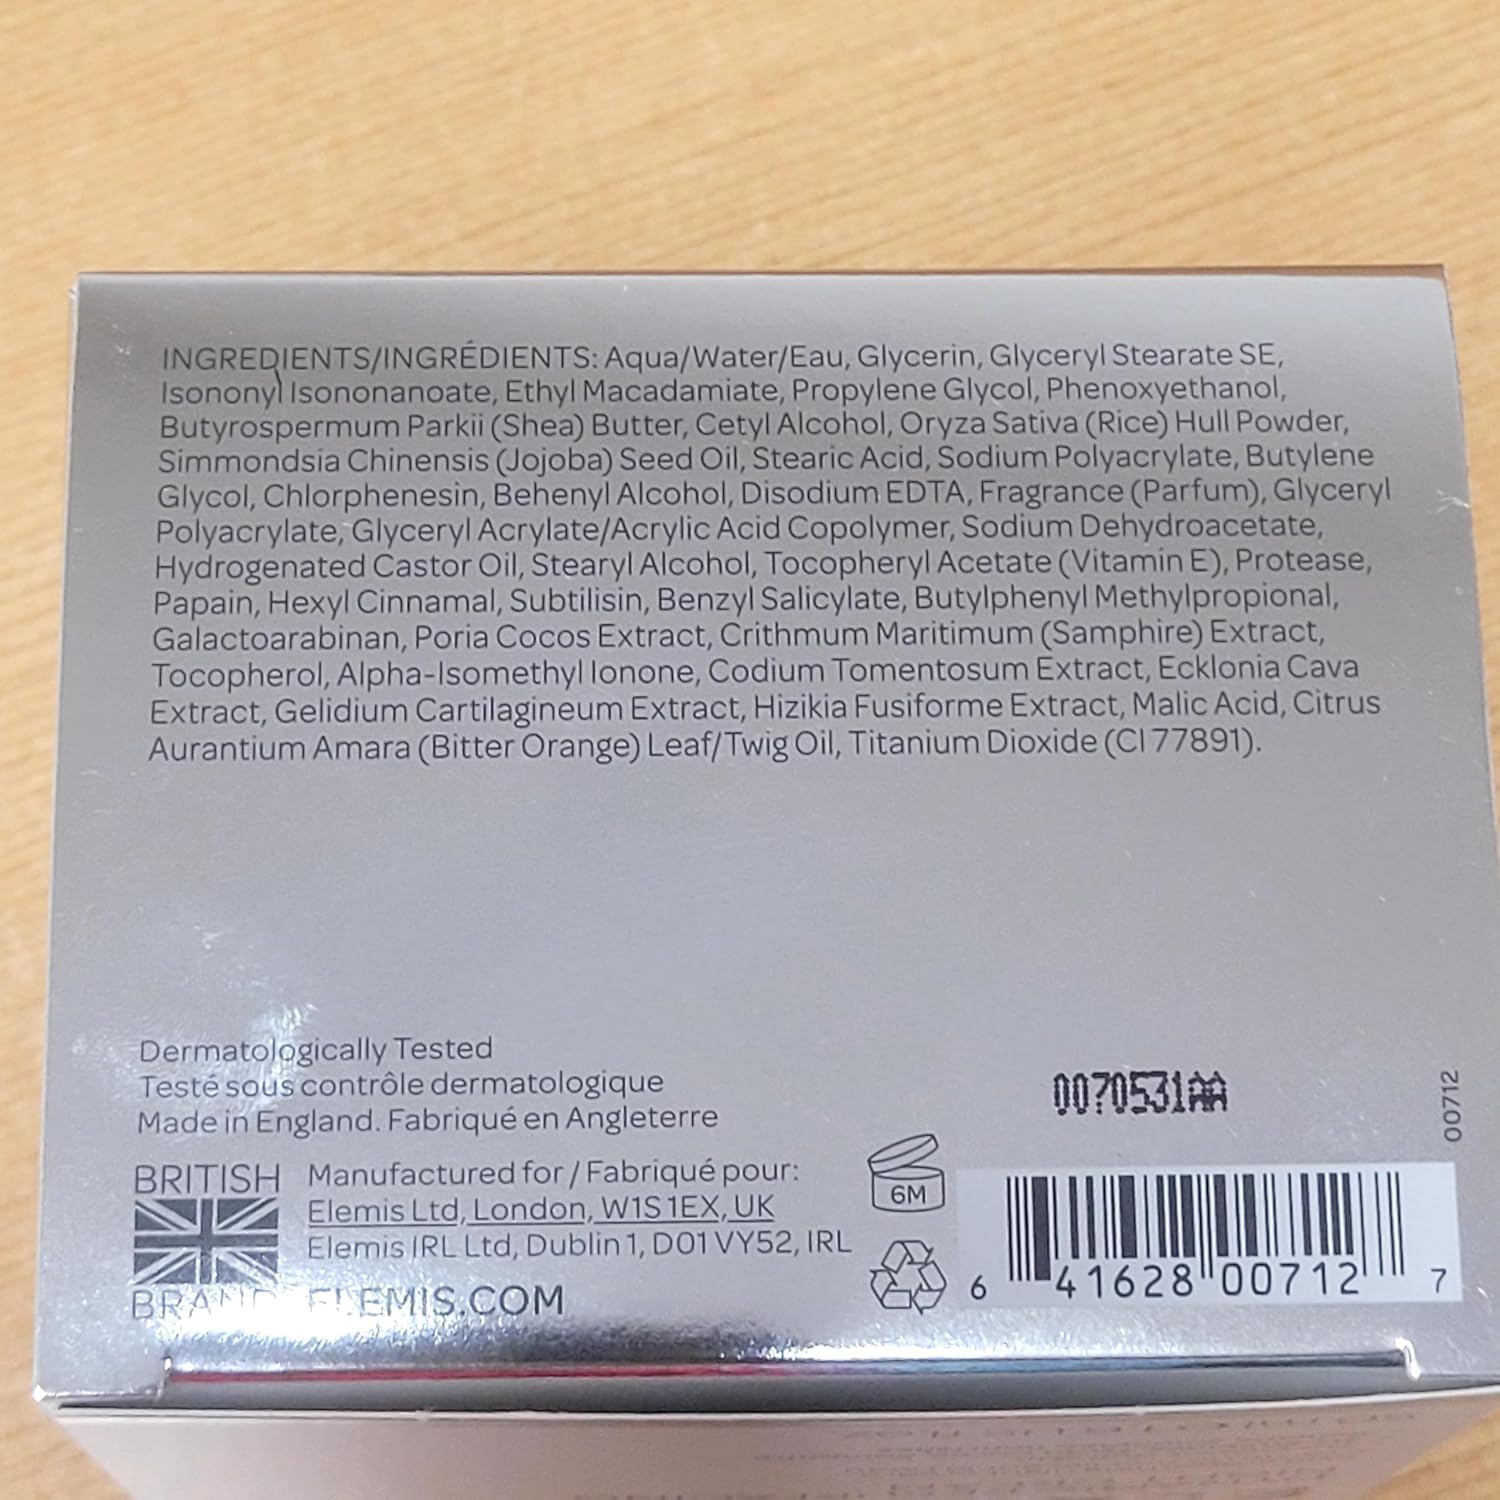 INGREDIENTS/INGRÉDIENTS: Aqua/Water/Eau, Glycerin, Glyceryl Stearate SE,
Isononyl Isononanoate, Ethyl Macadamiate, Propylene Glycol, Phenoxyethanol,
Butyrospermum Parkii (Shea) Butter, Cetyl Alcohol, Oryza Sativa (Rice) Hull Powder,
Simmondsia Chinensis (Jojoba) Seed Oil, Stearic Acid, Sodium Polyacrylate, Butylene
Glycol, Chlorphenesin, Behenyl Alcohol, Disodium EDTA, Fragrance (Parfum), Glyceryl
Polyacrylate, Glyceryl Acrylate/Acrylic Acid Copolymer, Sodium Dehydroacetate,
Hydrogenated Castor Oil, Stearyl Alcohol, Tocopheryl Acetate (Vitamin E), Protease,
Papain, Hexyl Cinnamal, Subtilisin, Benzyl Salicylate, Butylphenyl Methylpropional,
Galactoarabinan, Poria Cocos Extract, Crithmum Maritimum (Samphire) Extract,
Tocopherol, Alpha-Isomethyl Ionone, Codium Tomentosum Extract, Ecklonia Cava
Extract, Gelidium Cartilagineum Extract, Hizikia Fusiforme Extract, Malic Acid, Citrus
Aurantium Amara (Bitter Orange) Leaf/Twig Oil, Titanium Dioxide (CI 77891).
Dermatologically Tested
Testé sous contrôle dermatologique
Made in England. Fabriqué en Angleterre
0070531AA
00712
BRITISH
BRAND
Manufactured for / Fabriqué pour:
Elemis Ltd, London, W1S 1EX, UK
Elemis IRL Ltd, Dublin 1, D01 VY52, IRL
ELEMIS.COM
6M
6 41628 00712 7